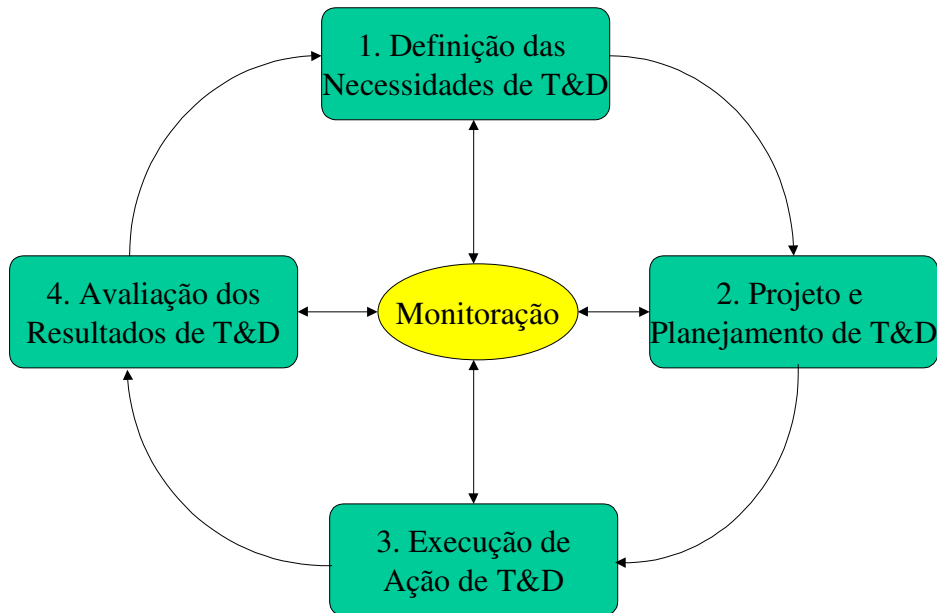 1. Definição das
Necessidades de T&D
4. Avaliação dos
Resultados de T&D
Monitoração
2. Projeto e
Planejamento de T&D
3. Execução de
Ação de T&D